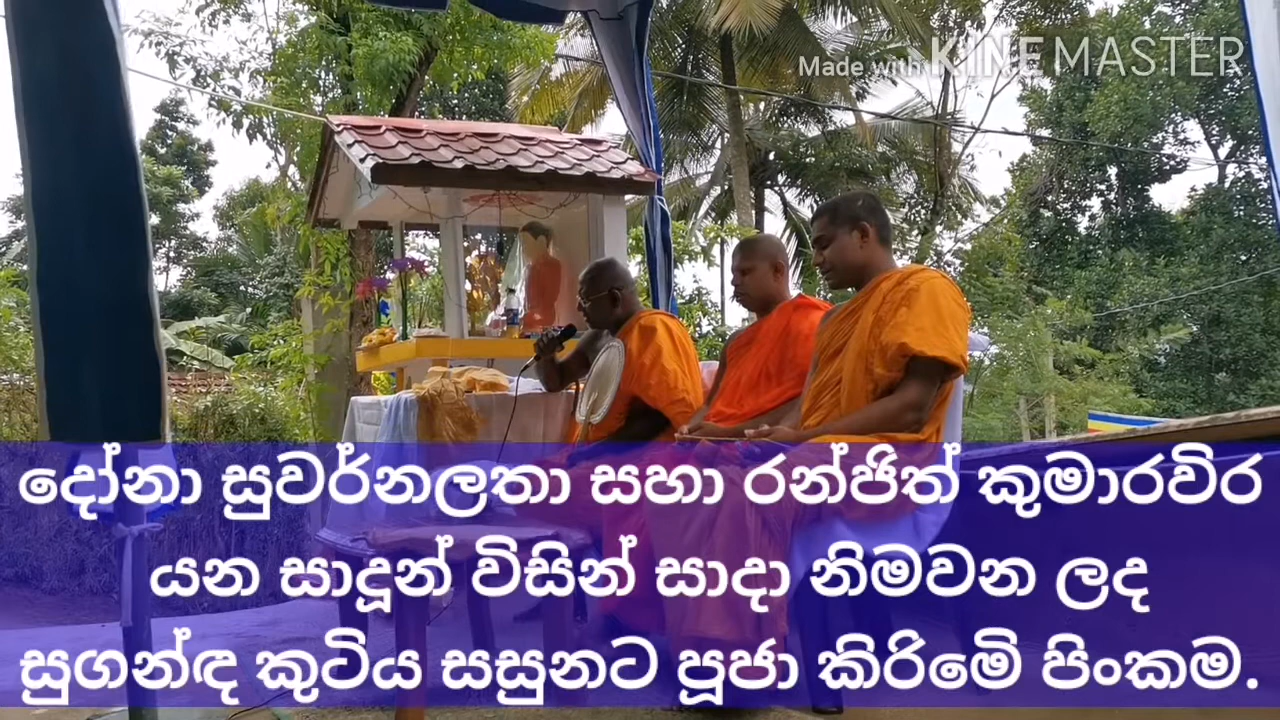 Made with KINEMASTER
දෝනා සුවර්නලතා සහා රන්ජිත් කුමාරවිර
යන සාදූන් විසින් සාදා නිමවන ලද
සුගන්ඳ කුටිය සසුනට පූජා කිරිමේි පිංකම.